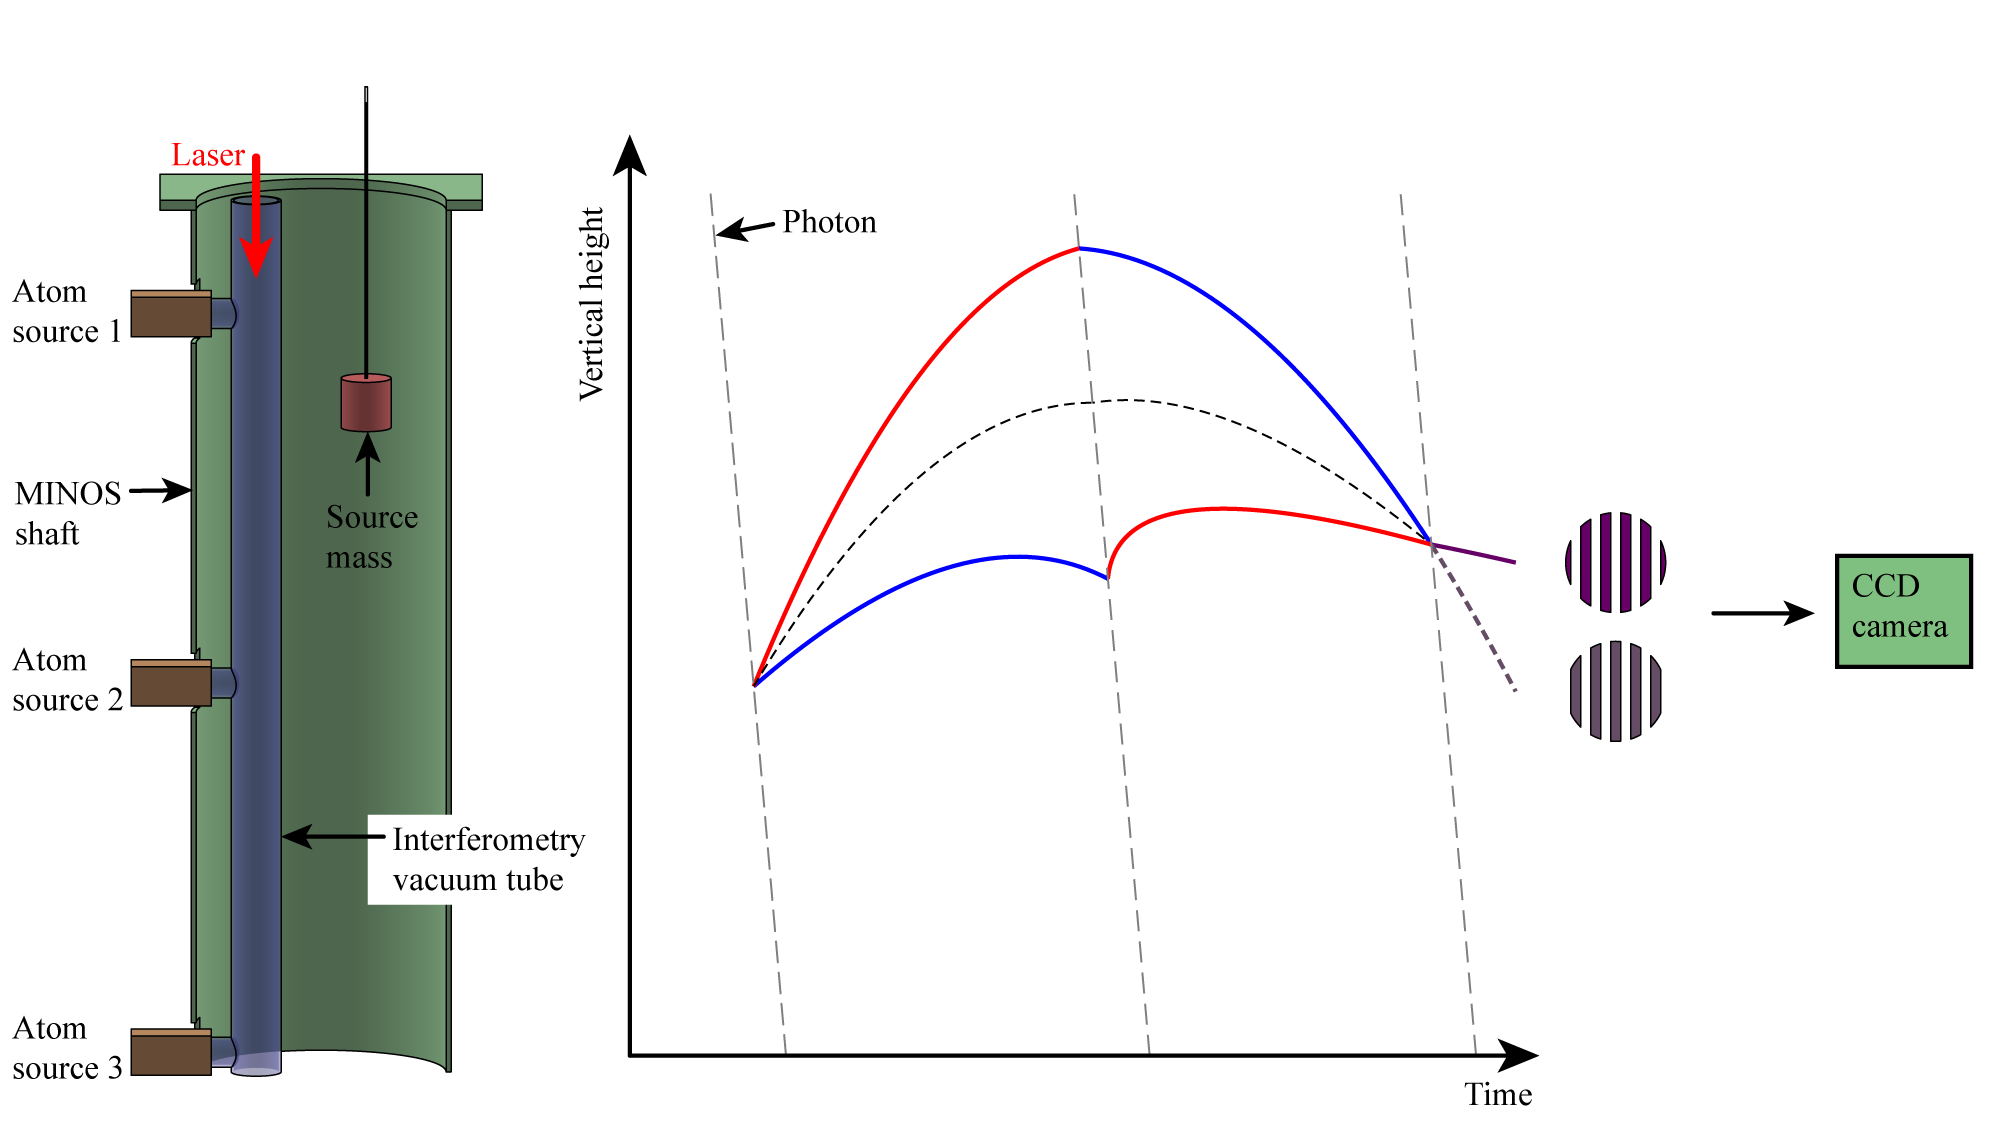 Laser
Atom
source 1
MINOS
shaft
Source
mass
Atom
source 2
Interferometry
vacuum tube
Atom
source 3
Vertical height
Photon
Time
CCD
camera